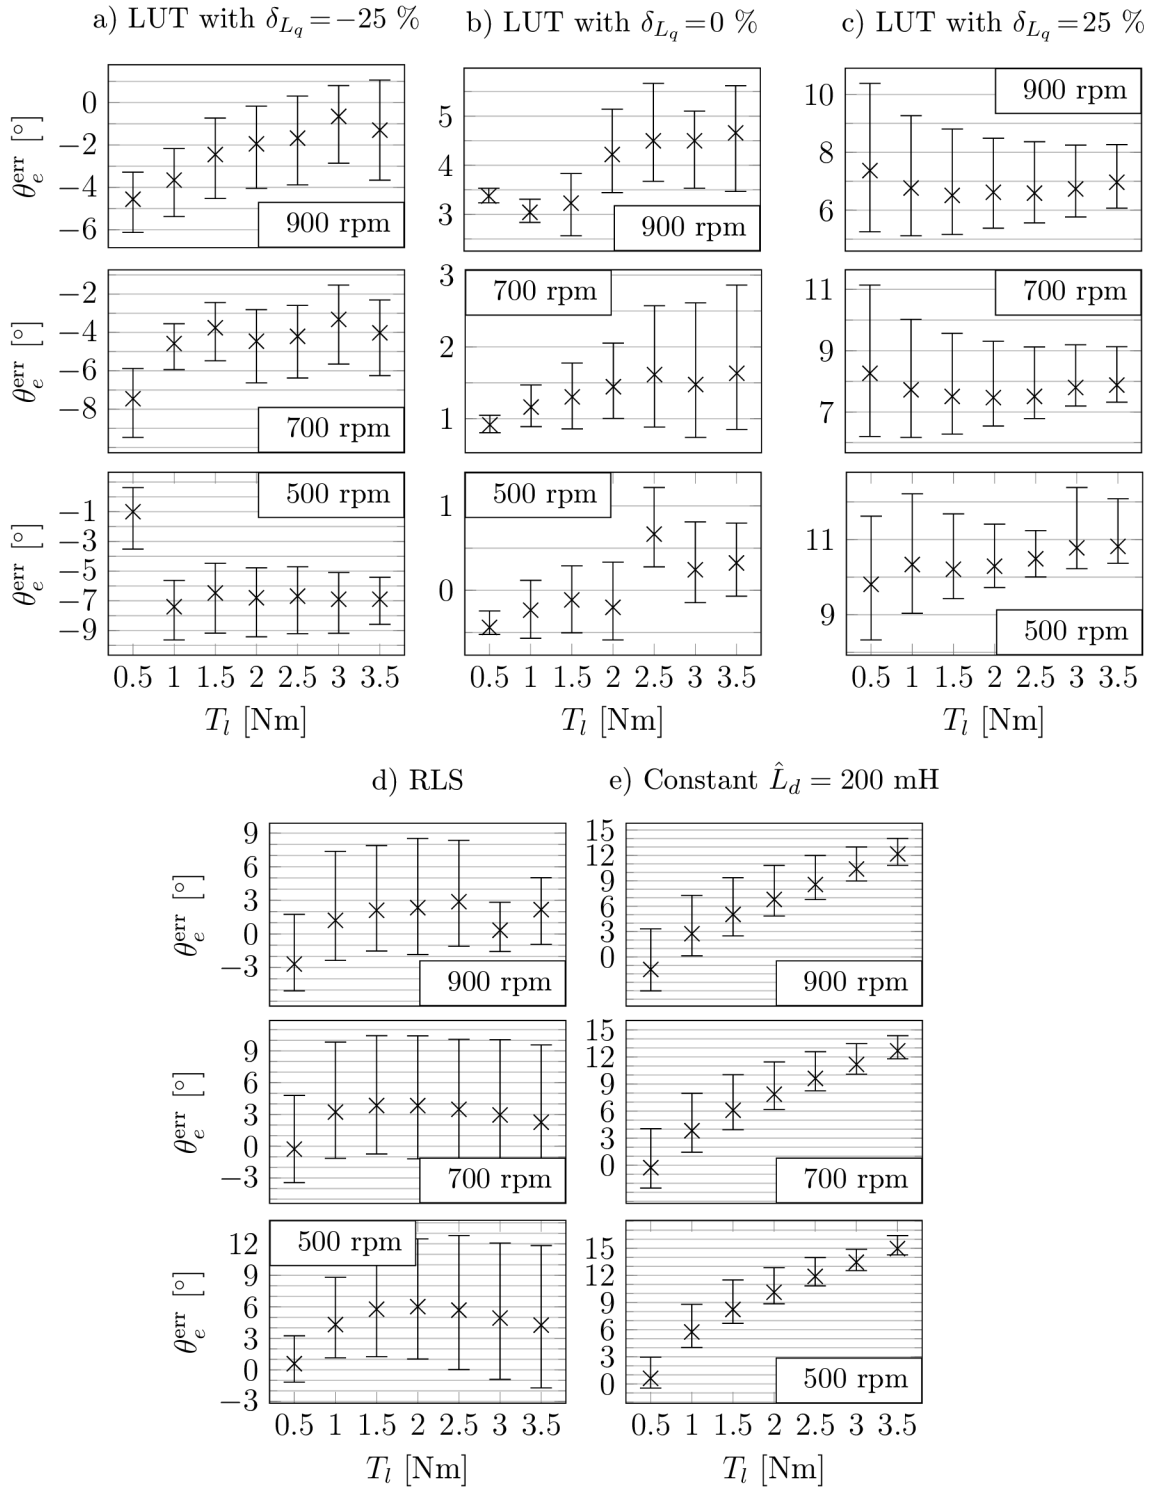 a) LUT with δ_{L_q} = −25 %
b) LUT with δ_{L_q} = 0 %
c) LUT with δ_{L_q} = 25 %
θ_e^{err} [°]
0
−2
−4
−6
900 rpm
5
4
3
900 rpm
10
8
6
900 rpm
θ_e^{err} [°]
−2
−4
−6
−8
700 rpm
3
2
1
700 rpm
11
9
7
700 rpm
θ_e^{err} [°]
−1
−3
−5
−7
−9
500 rpm
1
0
500 rpm
11
9
500 rpm
0.5 1 1.5 2 2.5 3 3.5
0.5 1 1.5 2 2.5 3 3.5
0.5 1 1.5 2 2.5 3 3.5
T_l [Nm]
T_l [Nm]
T_l [Nm]
d) RLS
e) Constant L̂_d = 200 mH
θ_e^{err} [°]
9
6
3
0
−3
900 rpm
15
12
9
6
3
0
900 rpm
θ_e^{err} [°]
9
6
3
0
−3
700 rpm
15
12
9
6
3
0
700 rpm
θ_e^{err} [°]
12
9
6
3
0
−3
500 rpm
15
12
9
6
3
0
500 rpm
0.5 1 1.5 2 2.5 3 3.5
0.5 1 1.5 2 2.5 3 3.5
T_l [Nm]
T_l [Nm]